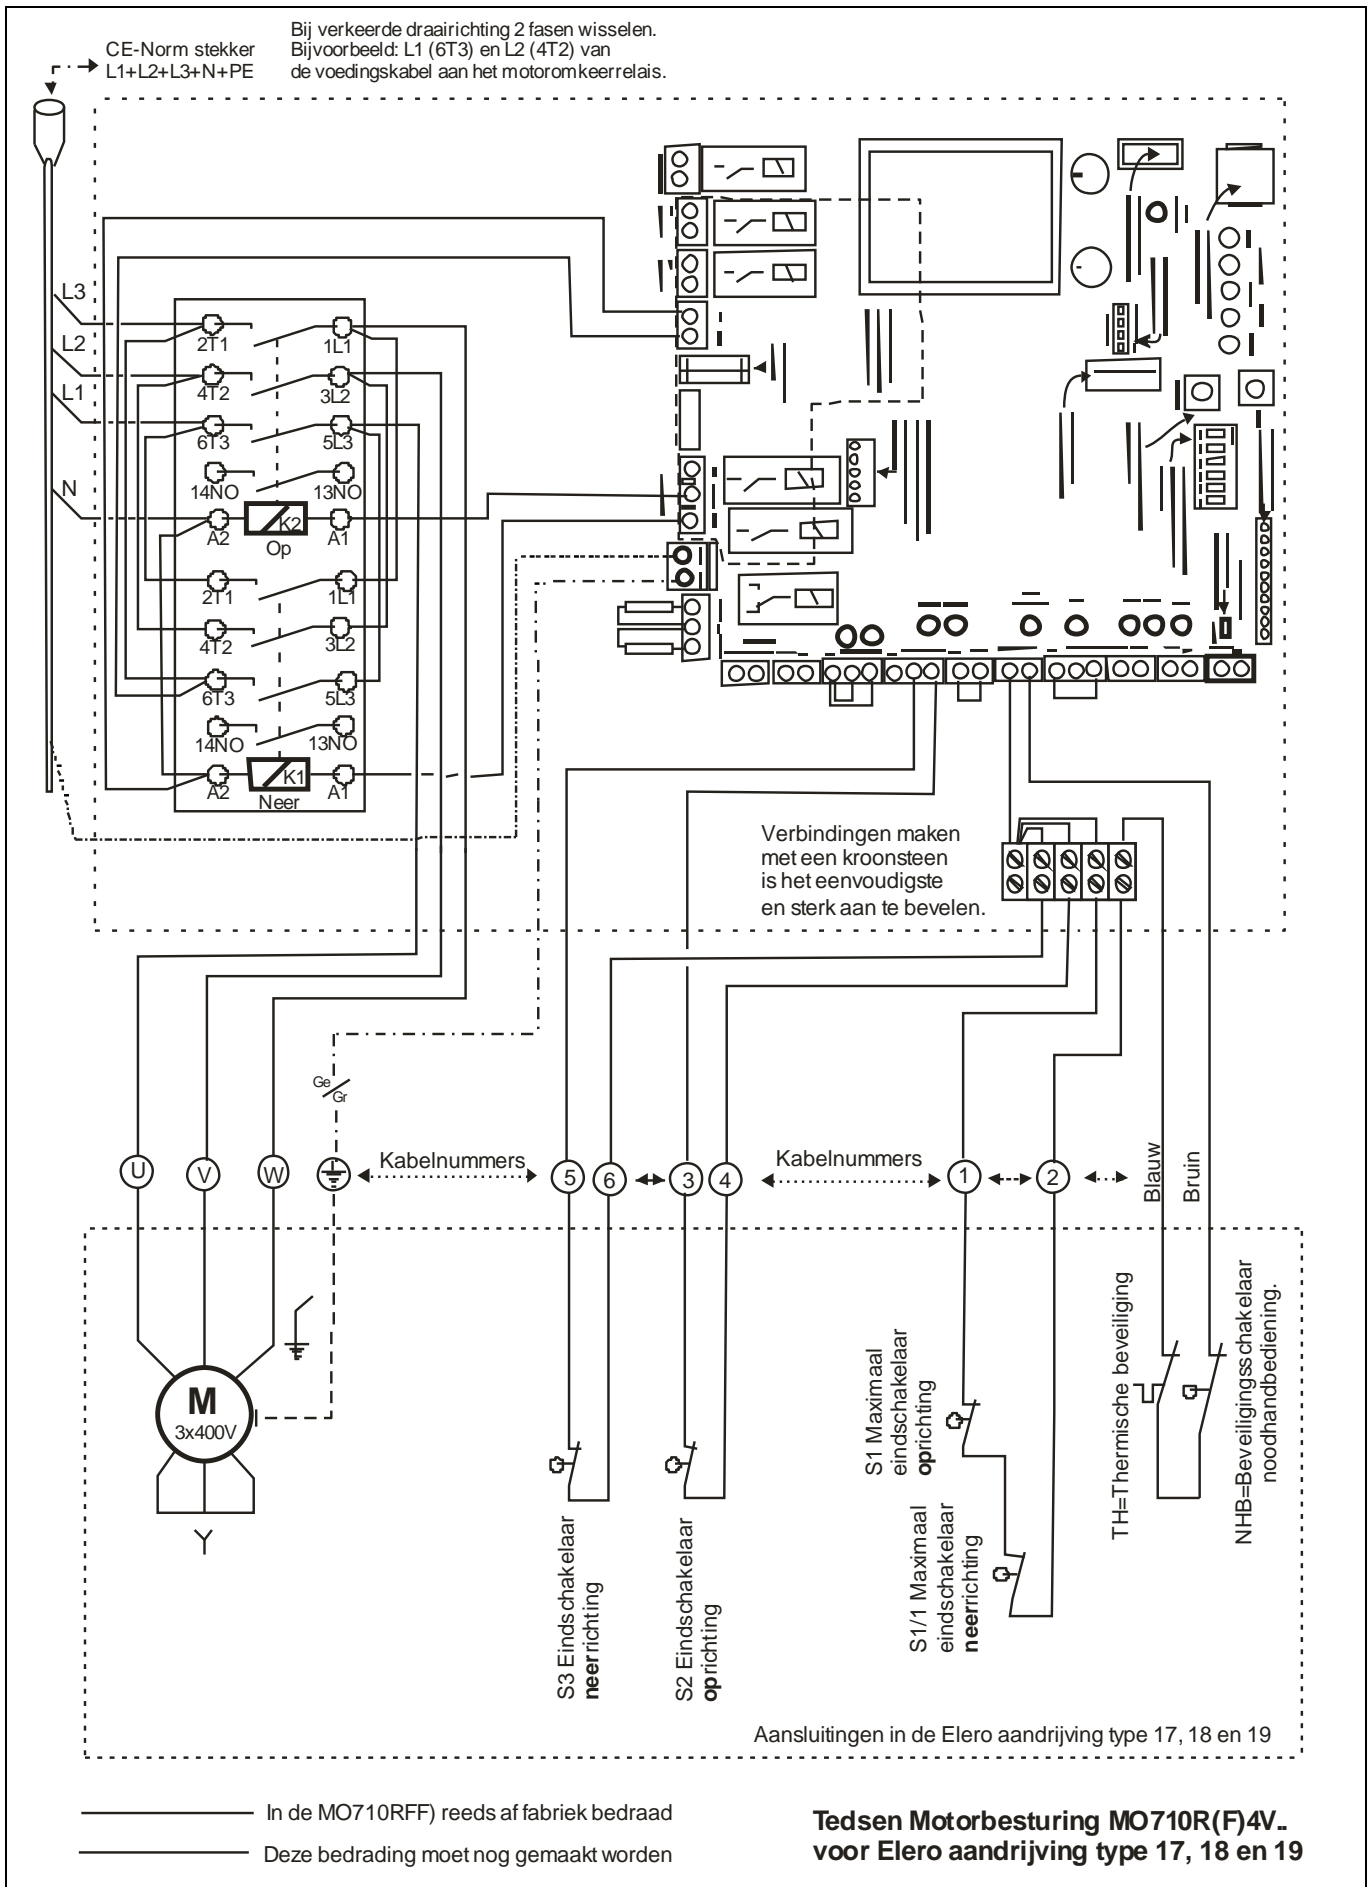 Bij verkeerde draairichting 2 fasen wisselen.
CE-Norm stekker
Bijvoorbeeld: L1 (6T3) en L2 (4T2) van
L1+L2+L3+N+PE
de voedingskabel aan het motoromkeerrelais.
L3
2T1
1L1
L2
4T2
3L2
L1
6T3
5L3
14NO
13NO
N
A2
K2
A1
Op
2T1
1L1
4T2
3L2
6T3
5L3
14NO
13NO
A2
K1
A1
Neer
Verbindingen maken
met een kroonsteen
is het eenvoudigste
en sterk aan te bevelen.
Ge
Gr
U
V
W
Kabelnummers
5
6
3
4
Kabelnummers
1
2
Blauw
Bruin
M
3x400V
Y
S3 Eindschakelaar
neerrichting
S2 Eindschakelaar
oprichting
S1 Maximaal
eindschakelaar
oprichting
S1/1 Maximaal
eindschakelaar
neerrichting
TH=Thermische beveiliging
NHB=Beveiligingsschakelaar
noodhandbediening.
Aansluitingen in de Elero aandrijving type 17, 18 en 19
In de MO710RFF) reeds af fabriek bedraad
Deze bedrading moet nog gemaakt worden
Tedsen Motorbesturing MO710R(F)4V..
voor Elero aandrijving type 17, 18 en 19